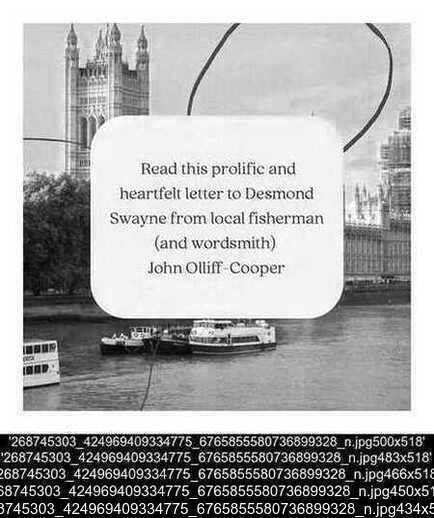 Read this prolific and
heartfelt letter to Desmond
Swayne from local fisherman
(and wordsmith)
John Olliff-Cooper
'268745303_424969409334775_6765855580736899328_n.jpg500x518'
'268745303_424969409334775_6765855580736899328_n.jpg483x518'
268745303_424969409334775_6765855580736899328_n.jpg466x518
68745303_424969409334775_6765855580736899328_n.jpg450x51
8745303_424969409334775_6765855580736899328_n.jpg434x5